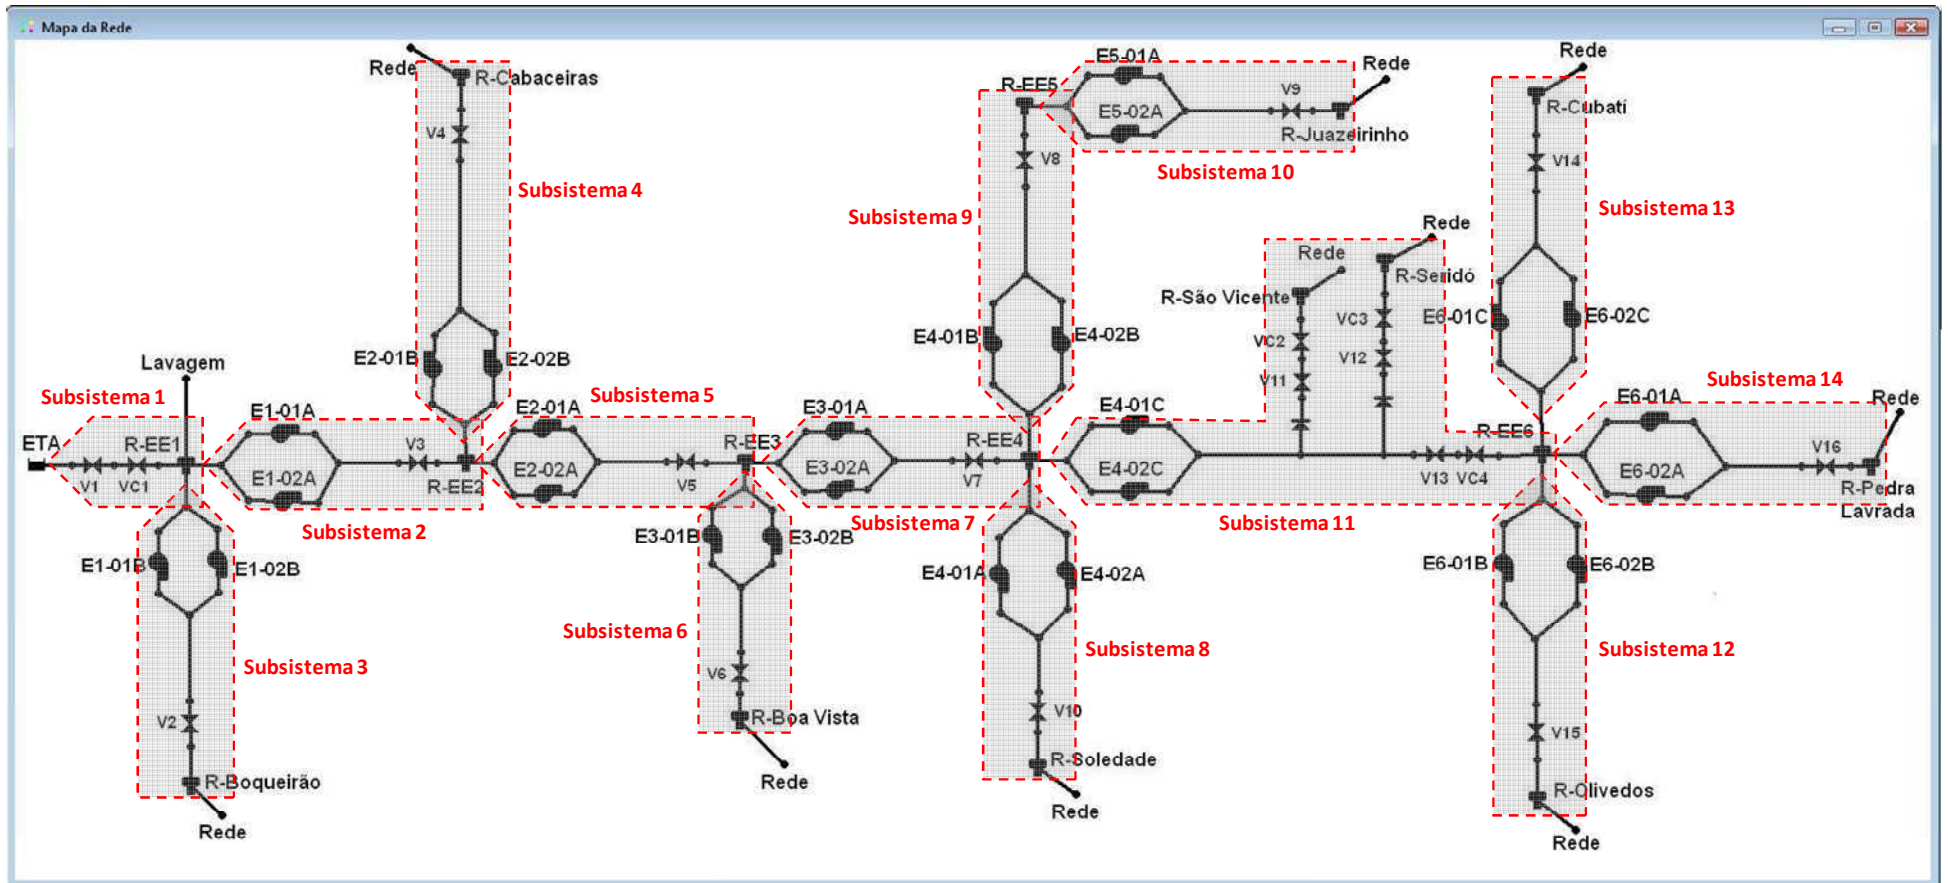 Mapa da Rede
Rede
R-Cabaceiras
V4
Subsistema 4
E2-01B
E2-02B
E5-01A
R-EE5
E5-02A
V9
Rede
R-Juazeirinho
V8
Subsistema 10
Subsistema 9
E4-01B
E4-02B
Rede
R-Cubatí
V14
Subsistema 13
E6-01C
E6-02C
Rede
R-Seridó
VC3
V12
Rede
R-São Vicente
VC2
V11
Lavagem
Subsistema 1
ETA
R-EE1
V1
VC1
E1-01A
E1-02A
V3
R-EE2
Subsistema 2
Subsistema 5
E2-01A
E2-02A
R-EE3
V5
E3-01A
E3-02A
R-EE4
V7
Subsistema 7
E4-01C
E4-02C
Subsistema 11
V13
VC4
R-EE6
Subsistema 14
E6-01A
E6-02A
V16
Rede
R-Pedra
Lavrada
E1-01B
E1-02B
Subsistema 3
V2
R-Boqueirão
Rede
E3-01B
E3-02B
Subsistema 6
V6
R-Boa Vista
Rede
E4-01A
E4-02A
Subsistema 8
V10
R-Soledade
Rede
E6-01B
E6-02B
Subsistema 12
V15
R-Olivedos
Rede